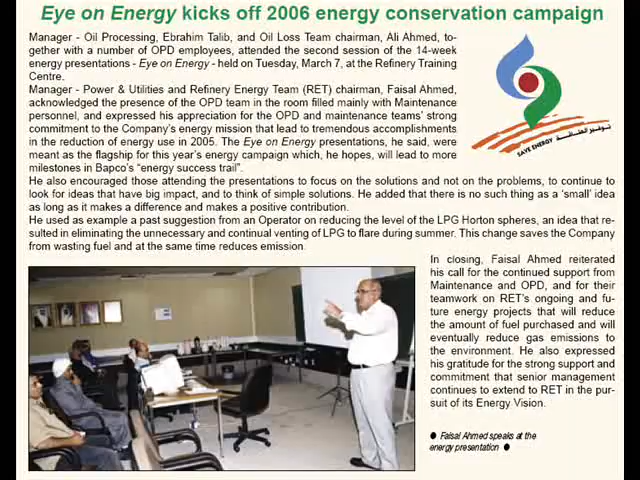 Eye on Energy kicks off 2006 energy conservation campaign
Manager - Oil Processing, Ebrahim Talib, and Oil Loss Team chairman, Ali Ahmed, to-
gether with a number of OPD employees, attended the second session of the 14-week
energy presentations - Eye on Energy - held on Tuesday, March 7, at the Refinery Training
Centre.
Manager - Power & Utilities and Refinery Energy Team (RET) chairman, Faisal Ahmed,
acknowledged the presence of the OPD team in the room filled mainly with Maintenance
personnel, and expressed his appreciation for the OPD and maintenance teams' strong
commitment to the Company's energy mission that lead to tremendous accomplishments
in the reduction of energy use in 2005. The Eye on Energy presentations, he said, were
meant as the flagship for this year's energy campaign which, he hopes, will lead to more
milestones in Bapco's "energy success trail".
توفير الطاقة
SAVE ENERGY
He also encouraged those attending the presentations to focus on the solutions and not on the problems, to continue to
look for ideas that have big impact, and to think of simple solutions. He added that there is no such thing as a 'small' idea
as long as it makes a difference and makes a positive contribution.
He used as example a past suggestion from an Operator on reducing the level of the LPG Horton spheres, an idea that re-
sulted in eliminating the unnecessary and continual venting of LPG to flare during summer. This change saves the Company
from wasting fuel and at the same time reduces emission.
In closing, Faisal Ahmed reiterated
his call for the continued support from
Maintenance and OPD, and for their
teamwork on RET's ongoing and fu-
ture energy projects that will reduce
the amount of fuel purchased and will
eventually reduce gas emissions to
the environment. He also expressed
his gratitude for the strong support and
commitment that senior management
continues to extend to RET in the pur-
suit of its Energy Vision.
● Faisal Ahmed speaks at the
energy presentation ●